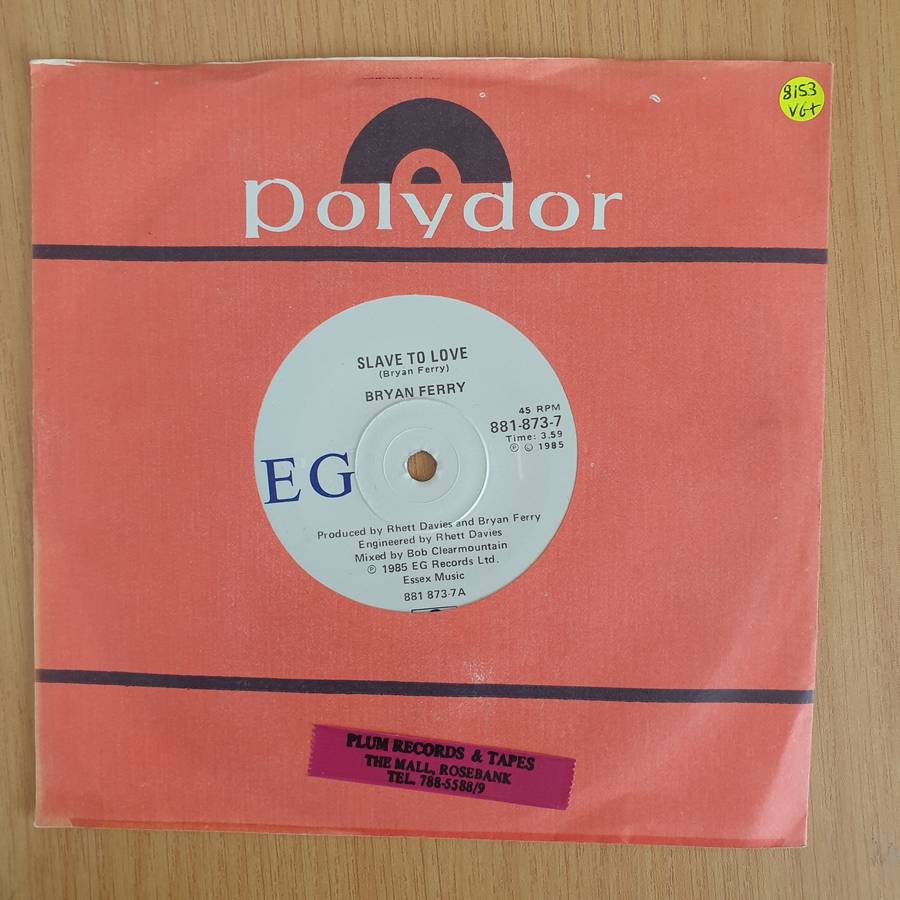 8153
VG+
polydor
SLAVE TO LOVE
(Bryan Ferry)
BRYAN FERRY
45 RPM
881-873-7
Time: 3.59
℗ © 1985
EG
Produced by Rhett Davies and Bryan Ferry
Engineered by Rhett Davies
Mixed by Bob Clearmountain
℗ 1985 EG Records Ltd.
Essex Music
881 873-7A
PLUM RECORDS & TAPES
THE MALL, ROSEBANK
TEL. 788-5588/9